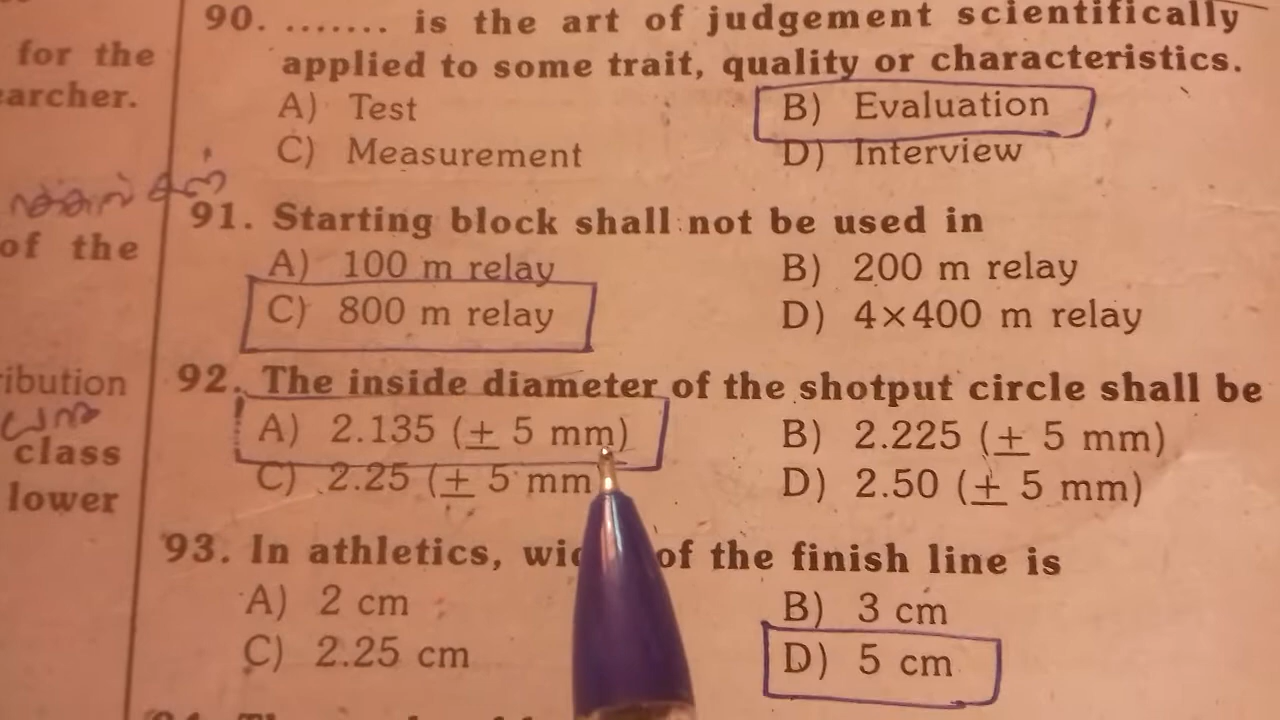 for the
earcher.
of the
ribution
class
lower
90. ....... is the art of judgement scientifically
applied to some trait, quality or characteristics.
A) Test B) Evaluation
C) Measurement D) Interview
91. Starting block shall not be used in
A) 100 m relay B) 200 m relay
C) 800 m relay D) 4×400 m relay
92. The inside diameter of the shotput circle shall be
A) 2.135 (± 5 mm) B) 2.225 (± 5 mm)
C) 2.25 (± 5 mm D) 2.50 (± 5 mm)
93. In athletics, of the finish line is
A) 2 cm B) 3 cm
C) 2.25 cm D) 5 cm